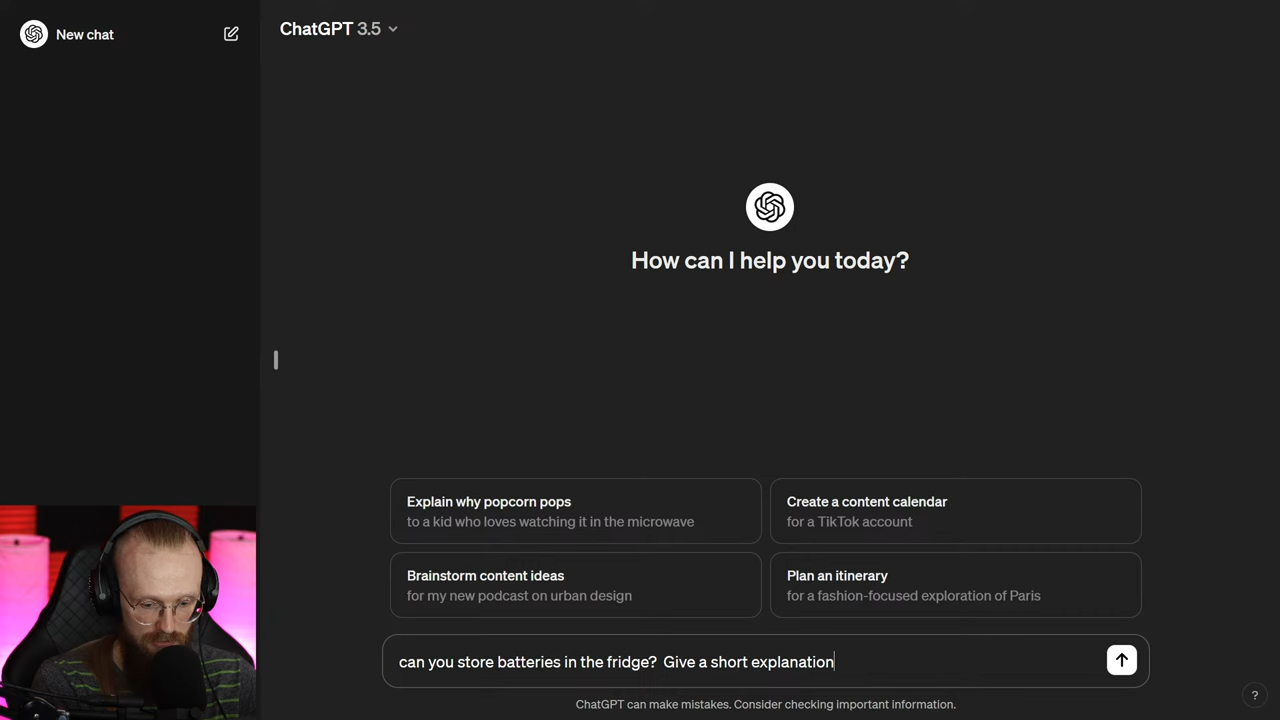 New chat
ChatGPT 3.5
How can I help you today?
Explain why popcorn pops
to a kid who loves watching it in the microwave
Create a content calendar
for a TikTok account
Brainstorm content ideas
for my new podcast on urban design
Plan an itinerary
for a fashion-focused exploration of Paris
can you store batteries in the fridge?  Give a short explanation
ChatGPT can make mistakes. Consider checking important information.
?